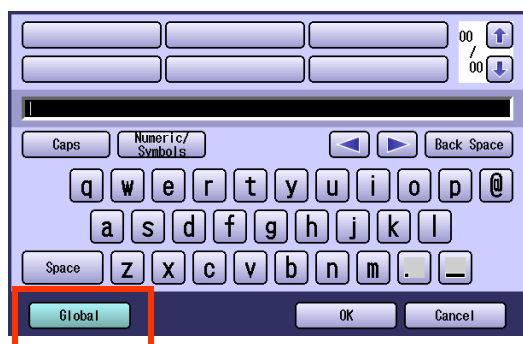 00
/
00
Caps Numeric/ Symbols Back Space
q w e r t y u i o p @
a s d f g h j k l
Space z x c v b n m . _
Global OK Cancel